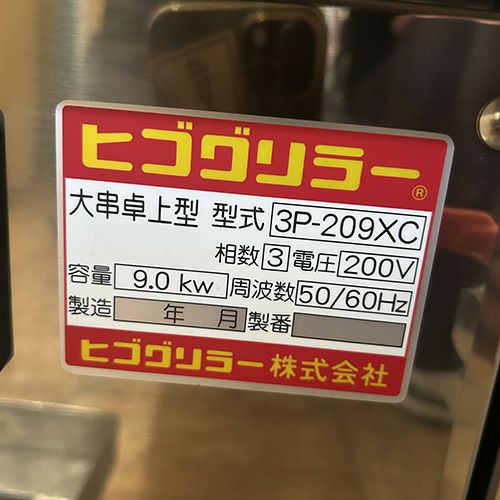 ヒゴグリラー®
大串卓上型 型式 3P-209XC
相数 3 電圧 200V
容量 9.0 kw 周波数 50/60Hz
製造 年 月 製番
ヒゴグリラー株式会社